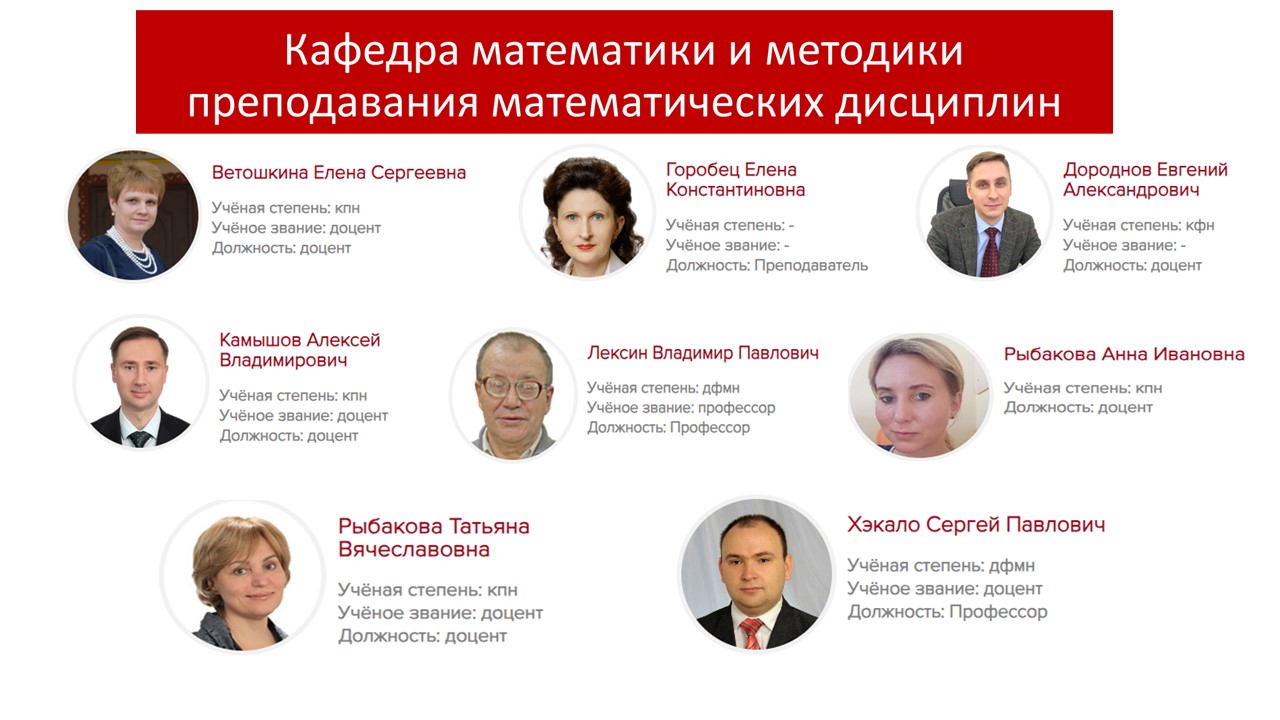 Кафедра математики и методики
преподавания математических дисциплин
Ветошкина Елена Сергеевна
Учёная степень: кпн
Учёное звание: доцент
Должность: доцент
Горобец Елена
Константиновна
Учёная степень: -
Учёное звание: -
Должность: Преподаватель
Дороднов Евгений
Александрович
Учёная степень: кфн
Учёное звание: -
Должность: доцент
Камышов Алексей
Владимирович
Учёная степень: кпн
Учёное звание: доцент
Должность: доцент
Лексин Владимир Павлович
Учёная степень: дфмн
Учёное звание: профессор
Должность: Профессор
Рыбакова Анна Ивановна
Учёная степень: кпн
Должность: доцент
Рыбакова Татьяна
Вячеславовна
Учёная степень: кпн
Учёное звание: доцент
Должность: доцент
Хэкало Сергей Павлович
Учёная степень: дфмн
Учёное звание: доцент
Должность: Профессор